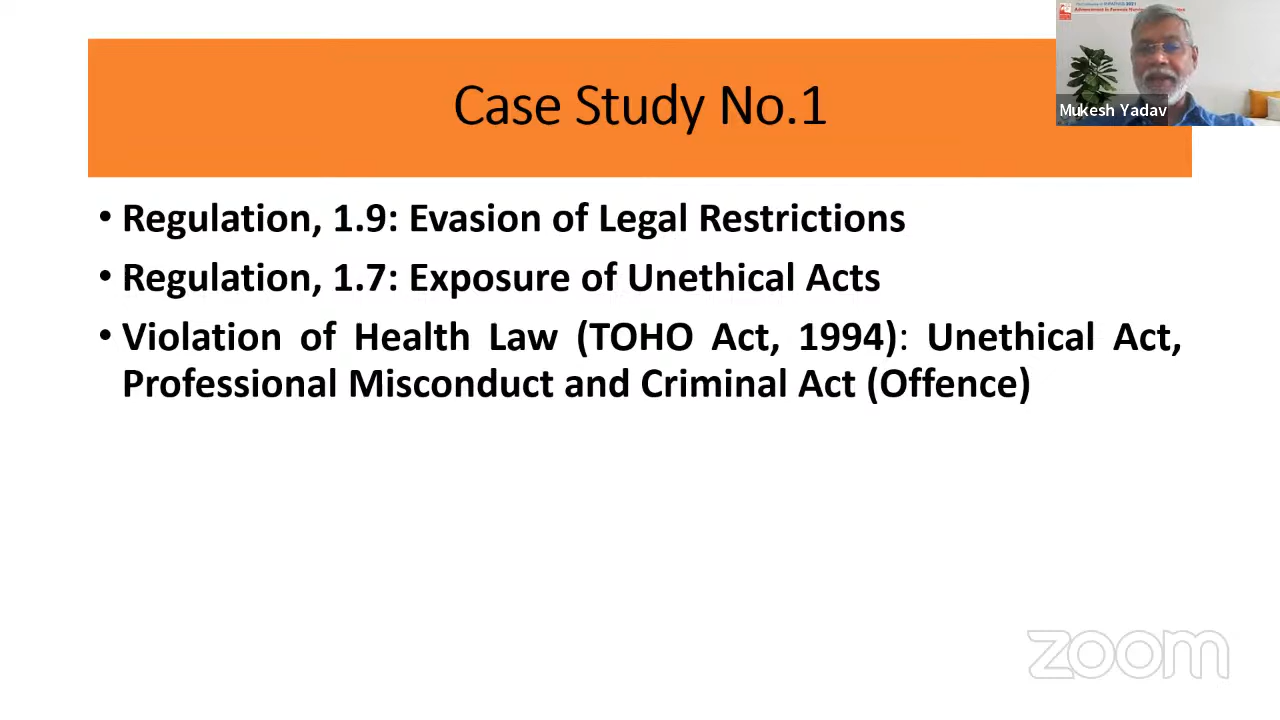 Case Study No.1
Mukesh Yadav
• Regulation, 1.9: Evasion of Legal Restrictions
• Regulation, 1.7: Exposure of Unethical Acts
• Violation of Health Law (TOHO Act, 1994): Unethical Act,
Professional Misconduct and Criminal Act (Offence)
zoom